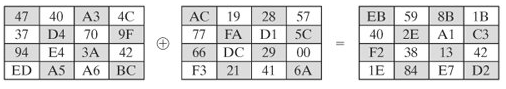 47 40 A3 4C AC 19 28 57 EB 59 8B 1B
37 D4 70 9F ⊕ 77 FA D1 5C = 40 2E A1 C3
94 E4 3A 42 66 DC 29 00 F2 38 13 42
ED A5 A6 BC F3 21 41 6A 1E 84 E7 D2